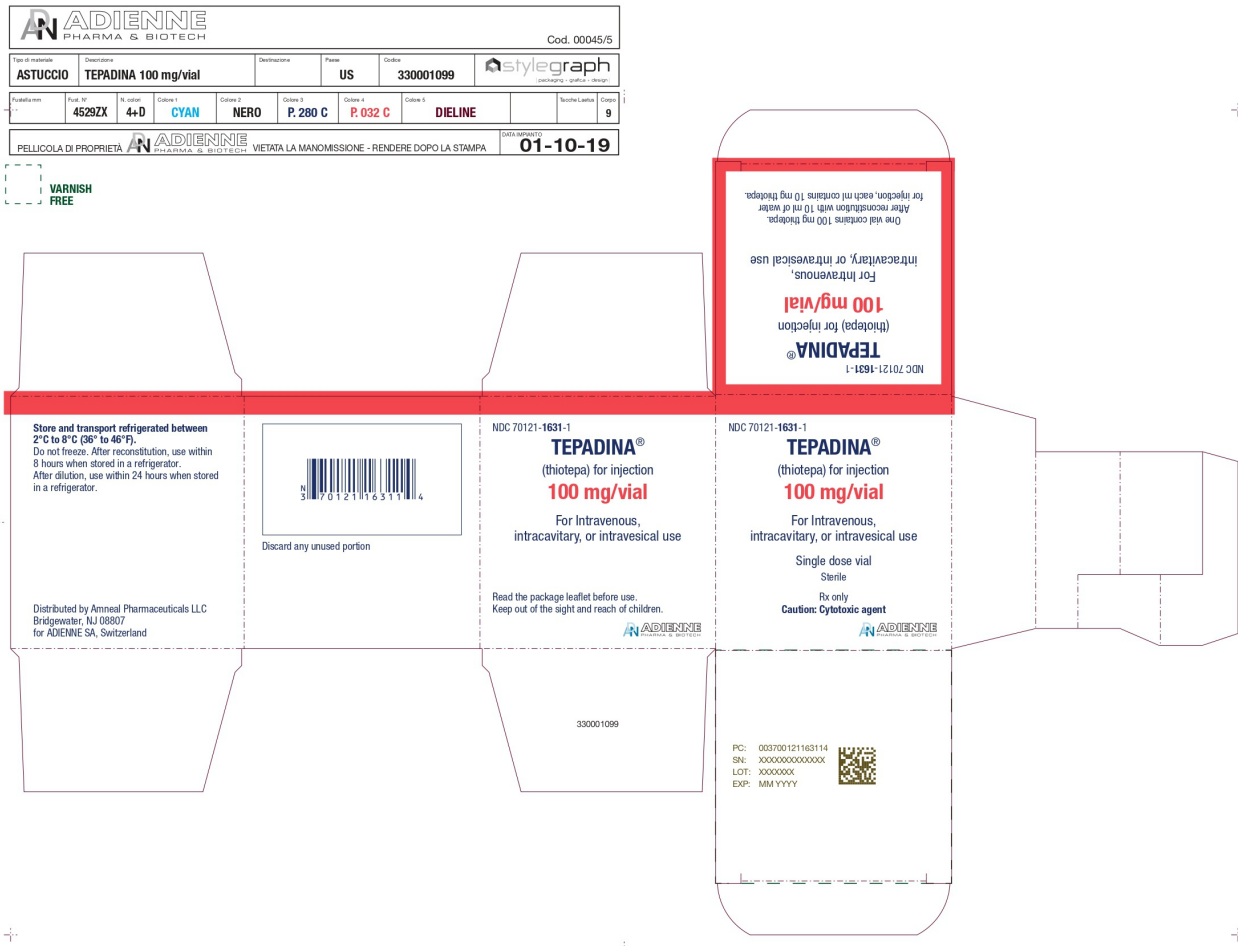 ADIENNE
PHARMA & BIOTECH
Cod. 00045/5
Tipo di materiale
ASTUCCIO
Descrizione
TEPADINA 100 mg/vial
Destinazione
Paese
US
Codice
330001099
stylegraph
packaging • grafica • design
Fustella mm
Fust. N°
4529ZX
N. colori
4+D
Colore 1
CYAN
Colore 2
NERO
Colore 3
P. 280 C
Colore 4
P. 032 C
Colore 5
DIELINE
Tacche Laetus
Corpo
9
PELLICOLA DI PROPRIETÀ ADIENNE PHARMA & BIOTECH VIETATA LA MANOMISSIONE - RENDERE DOPO LA STAMPA
DATA IMPIANTO
01-10-19
VARNISH
FREE
NDC 70121-1631-1
TEPADINA®
(thiotepa) for injection
100 mg/vial
For Intravenous,
intracavitary, or intravesical use
One vial contains 100 mg thiotepa.
After reconstitution with 10 ml of water
for injection, each ml contains 10 mg thiotepa.
Store and transport refrigerated between
2°C to 8°C (36° to 46°F).
Do not freeze. After reconstitution, use within
8 hours when stored in a refrigerator.
After dilution, use within 24 hours when stored
in a refrigerator.
Distributed by Amneal Pharmaceuticals LLC
Bridgewater, NJ 08807
for ADIENNE SA, Switzerland
N
3 70121 16311 4
Discard any unused portion
NDC 70121-1631-1
TEPADINA®
(thiotepa) for injection
100 mg/vial
For Intravenous,
intracavitary, or intravesical use
Read the package leaflet before use.
Keep out of the sight and reach of children.
ADIENNE
PHARMA & BIOTECH
NDC 70121-1631-1
TEPADINA®
(thiotepa) for injection
100 mg/vial
For Intravenous,
intracavitary, or intravesical use
Single dose vial
Sterile
Rx only
Caution: Cytotoxic agent
ADIENNE
PHARMA & BIOTECH
330001099
PC: 003700121163114
SN: XXXXXXXXXXXXX
LOT: XXXXXXX
EXP: MM YYYY